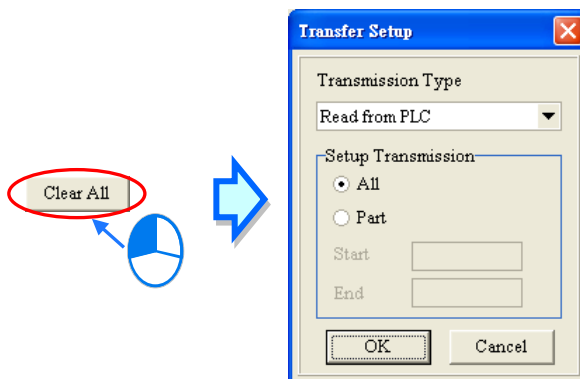 Clear All
Transfer Setup
Transmission Type
Read from PLC
Setup Transmission
All
Part
Start
End
OK
Cancel